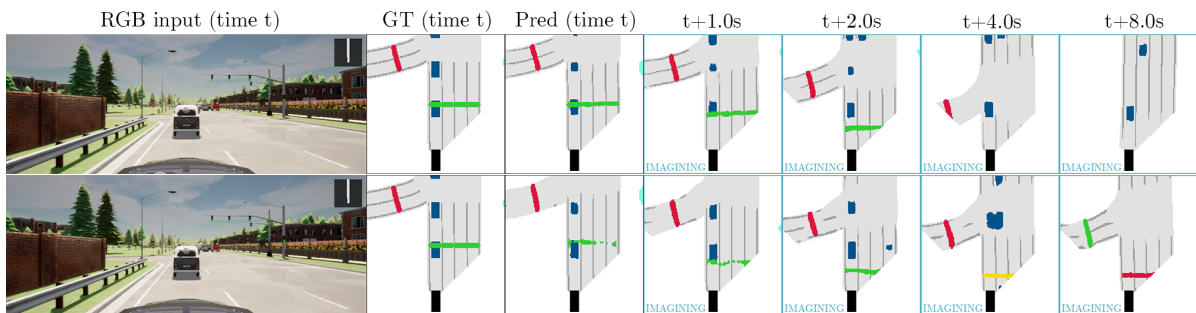 RGB input (time t) GT (time t) Pred (time t) t+1.0s t+2.0s t+4.0s t+8.0s
IMAGINING IMAGINING IMAGINING IMAGINING
IMAGINING IMAGINING IMAGINING IMAGINING